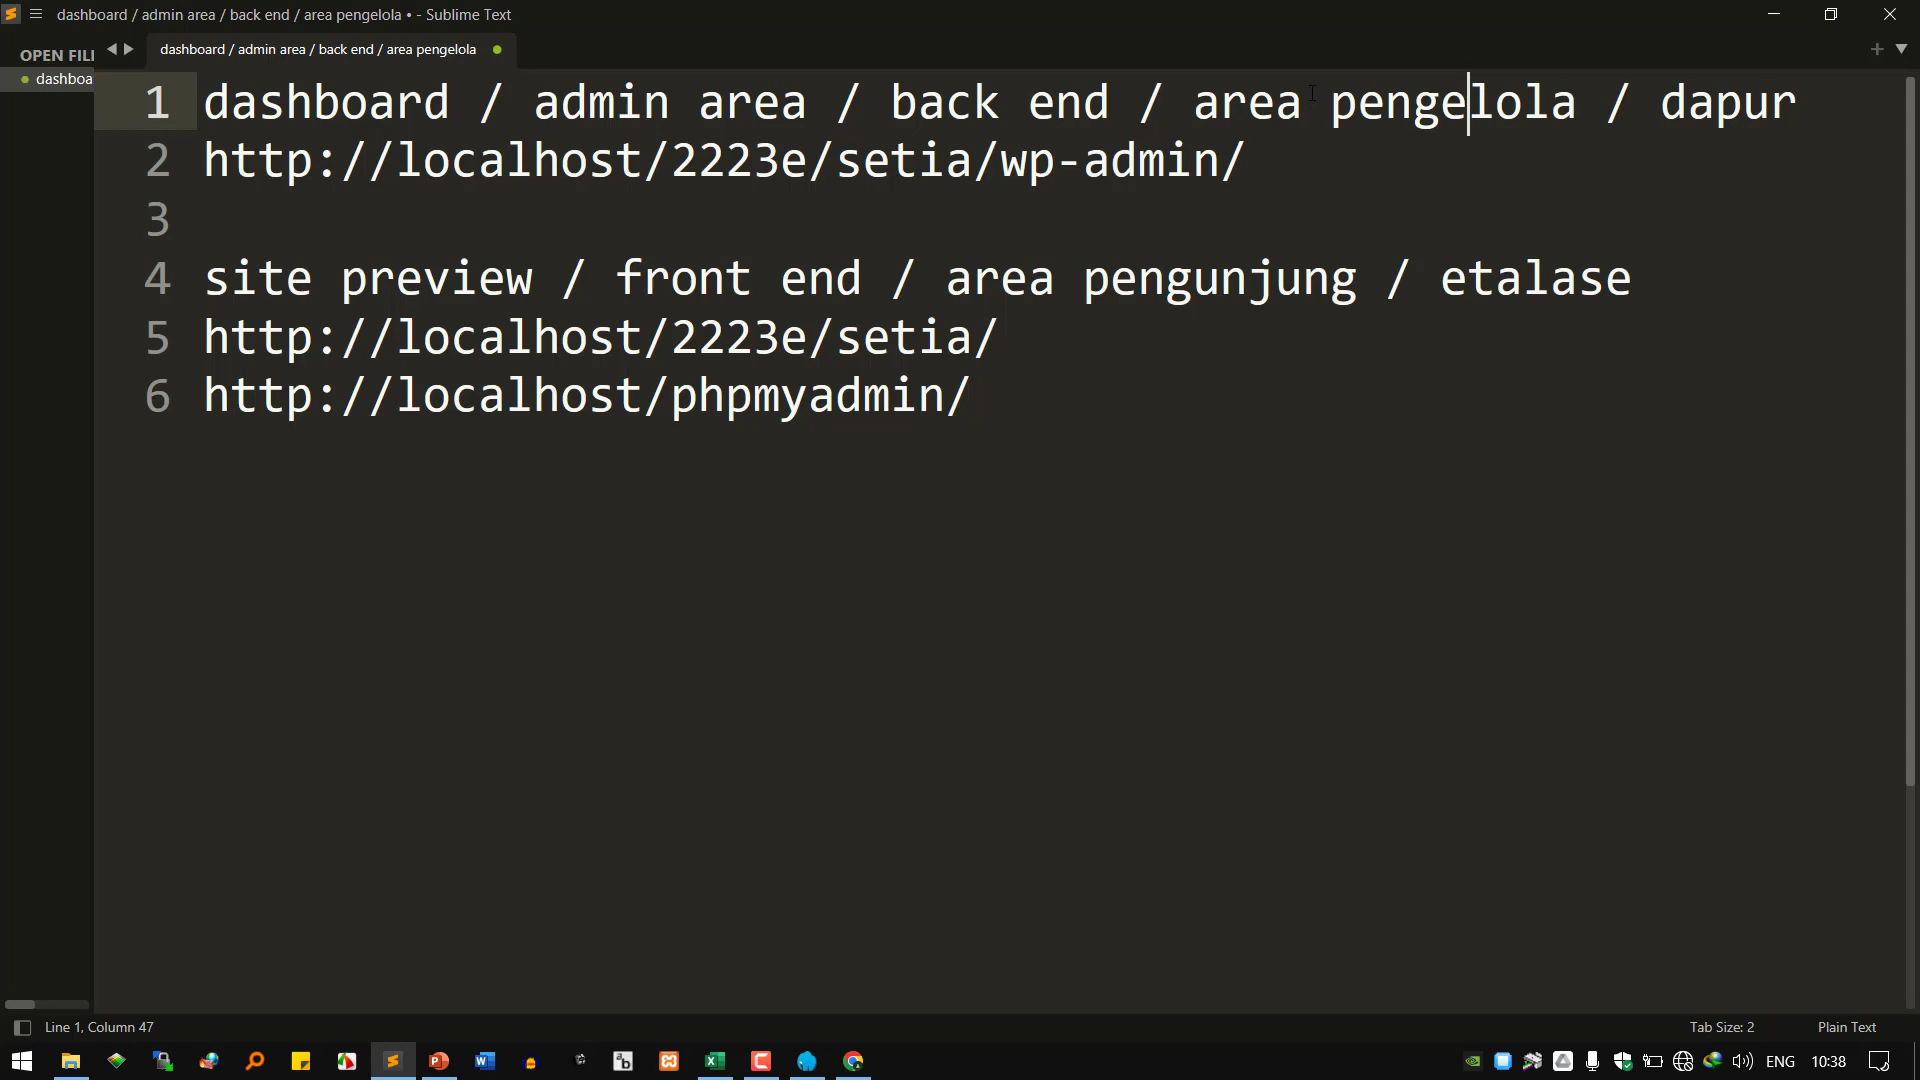 dashboard / admin area / back end / area pengelola • - Sublime Text
OPEN FIL
dashboard / admin area / back end / area pengelola
dashboa
1 dashboard / admin area / back end / area pengelola / dapur
2 http://localhost/2223e/setia/wp-admin/
3
4 site preview / front end / area pengunjung / etalase
5 http://localhost/2223e/setia/
6 http://localhost/phpmyadmin/
Line 1, Column 47
Tab Size: 2
Plain Text
ENG
10:38